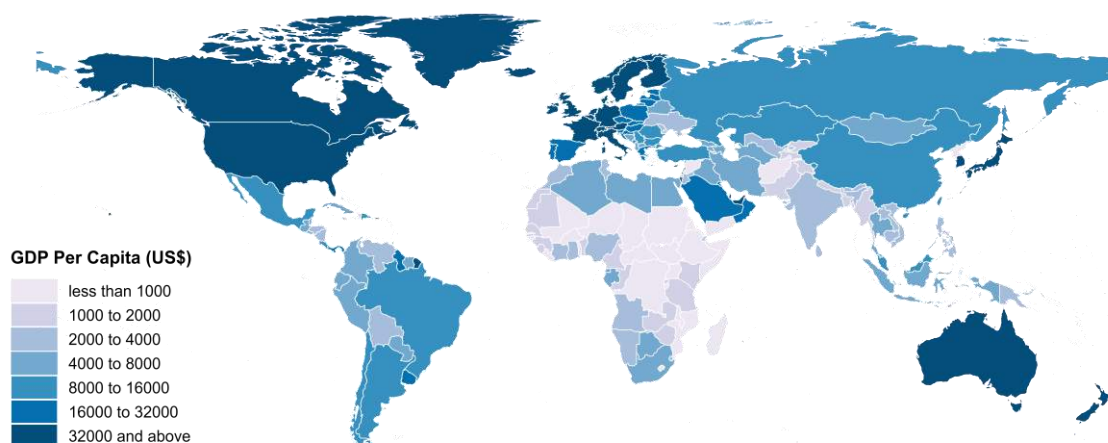 GDP Per Capita (US$)
less than 1000
1000 to 2000
2000 to 4000
4000 to 8000
8000 to 16000
16000 to 32000
32000 and above